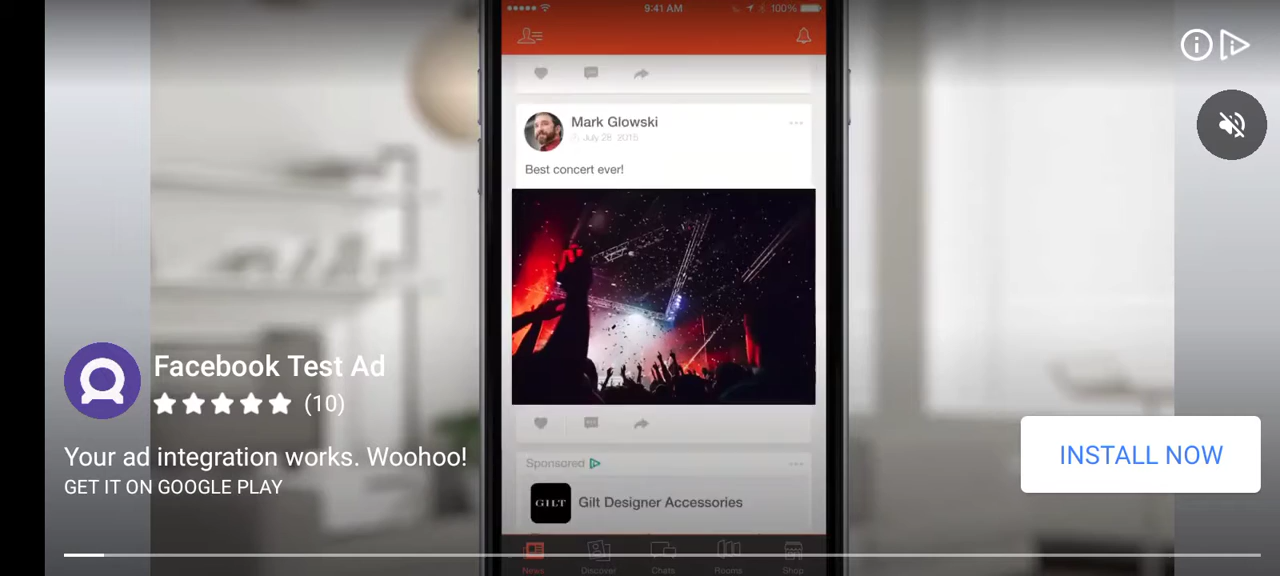 9:41 AM
100%
Mark Glowski
July 28 2015
Best concert ever!
Sponsored
GILT
Gilt Designer Accessories
News
Discover
Chats
Rooms
Shop
Facebook Test Ad
(10)
Your ad integration works. Woohoo!
GET IT ON GOOGLE PLAY
INSTALL NOW